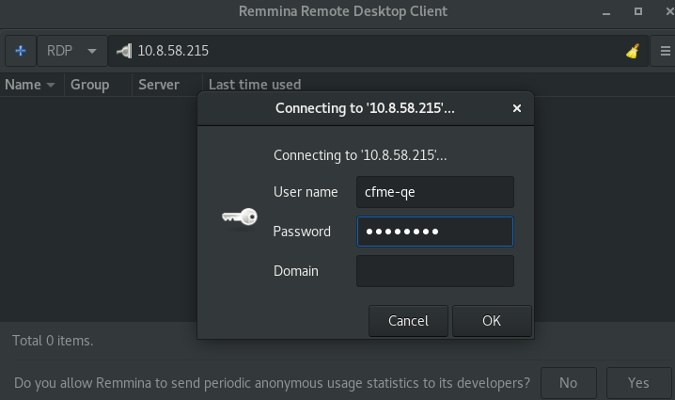 Remmina Remote Desktop Client
RDP 10.8.58.215
Name Group Server Last time used
Connecting to '10.8.58.215'...
Connecting to '10.8.58.215'...
User name cfme-qe
Password ●●●●●●●●
Domain
Cancel OK
Total 0 items.
Do you allow Remmina to send periodic anonymous usage statistics to its developers? No Yes